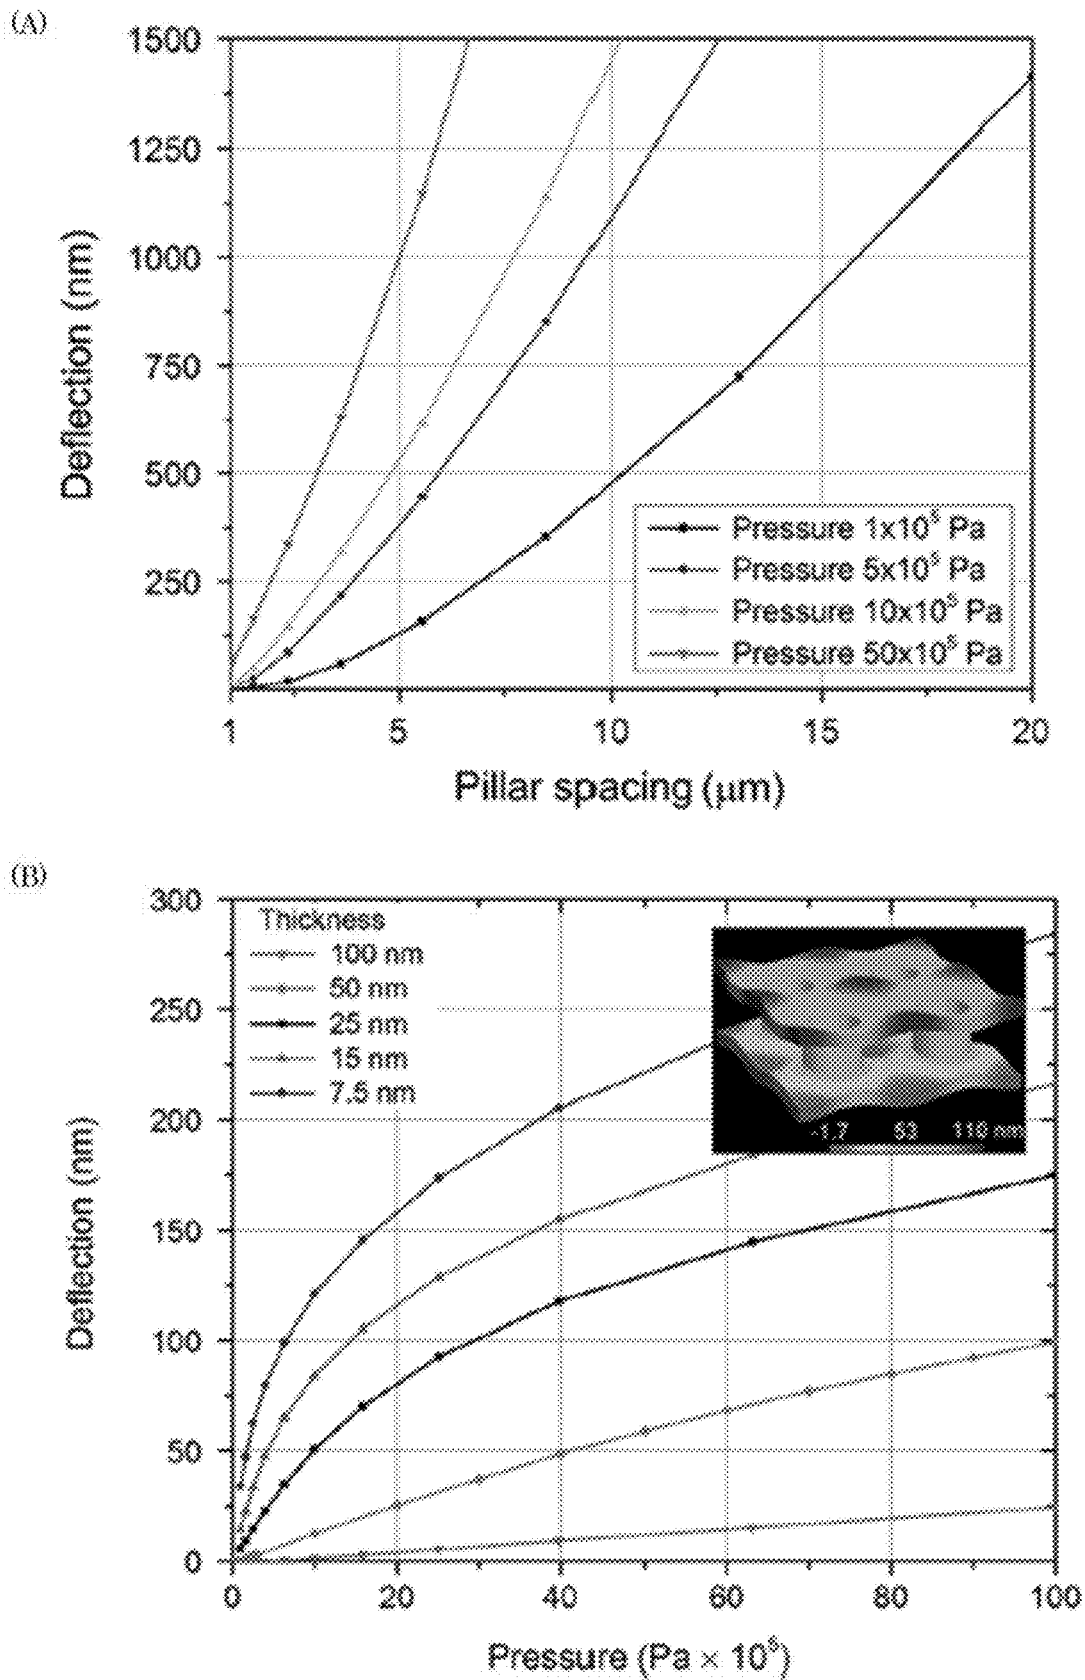 (A)
1500
1250
1000
750
500
250
Deflection (nm)
Pressure 1x10⁵ Pa
Pressure 5x10⁵ Pa
Pressure 10x10⁵ Pa
Pressure 50x10⁵ Pa
1 5 10 15 20
Pillar spacing (μm)
(B)
300
250
200
150
100
50
0
Deflection (nm)
Thickness
100 nm
50 nm
25 nm
15 nm
7.5 nm
-1.7 53 110 nm
0 20 40 60 80 100
Pressure (Pa × 10⁵)